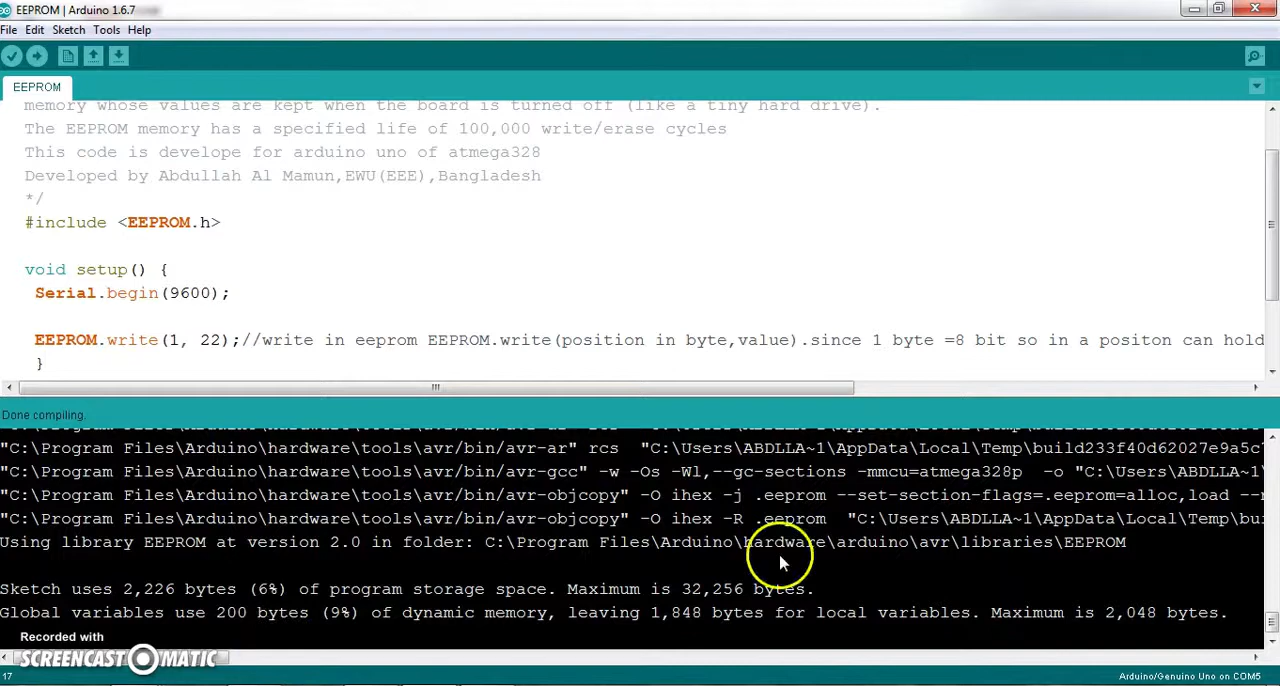 EEPROM | Arduino 1.6.7
File Edit Sketch Tools Help
EEPROM
memory whose values are kept when the board is turned off (like a tiny hard drive).
The EEPROM memory has a specified life of 100,000 write/erase cycles
This code is develope for arduino uno of atmega328
Developed by Abdullah Al Mamun,EWU(EEE),Bangladesh
*/
#include <EEPROM.h>
void setup() {
Serial.begin(9600);
EEPROM.write(1, 22);//write in eeprom EEPROM.write(position in byte,value).since 1 byte =8 bit so in a positon can hold
}
Done compiling.
"C:\Program Files\Arduino\hardware\tools\avr/bin/avr-ar" rcs "C:\Users\ABDLLA~1\AppData\Local\Temp\build233f40d62027e9a5c
"C:\Program Files\Arduino\hardware\tools\avr/bin/avr-gcc" -w -Os -Wl,--gc-sections -mmcu=atmega328p -o "C:\Users\ABDLLA~1\
"C:\Program Files\Arduino\hardware\tools\avr/bin/avr-objcopy" -O ihex -j .eeprom --set-section-flags=.eeprom=alloc,load
"C:\Program Files\Arduino\hardware\tools\avr/bin/avr-objcopy" -O ihex -R .eeprom "C:\Users\ABDLLA~1\AppData\Local\Temp\bui
Using library EEPROM at version 2.0 in folder: C:\Program Files\Arduino\hardware\arduino\avr\libraries\EEPROM
Sketch uses 2,226 bytes (6%) of program storage space. Maximum is 32,256 bytes.
Global variables use 200 bytes (9%) of dynamic memory, leaving 1,848 bytes for local variables. Maximum is 2,048 bytes.
Recorded with
SCREENCAST MATIC
17
Arduino/Genuino Uno on COM5